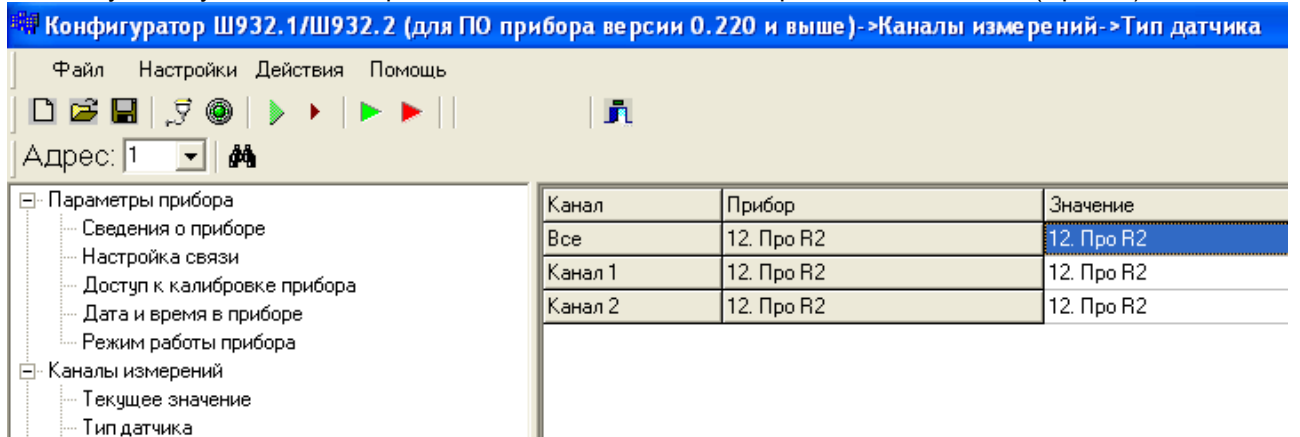 Конфигуратор Ш932.1/Ш932.2 (для ПО прибора версии 0.220 и выше)->Каналы измерений->Тип датчика
Файл Настройки Действия Помощь
Адрес: 1
Параметры прибора
Сведения о приборе
Настройка связи
Доступ к калибровке прибора
Дата и время в приборе
Режим работы прибора
Каналы измерений
Текущее значение
Тип датчика
Канал Прибор Значение
Все 12. Про R2 12. Про R2
Канал 1 12. Про R2 12. Про R2
Канал 2 12. Про R2 12. Про R2